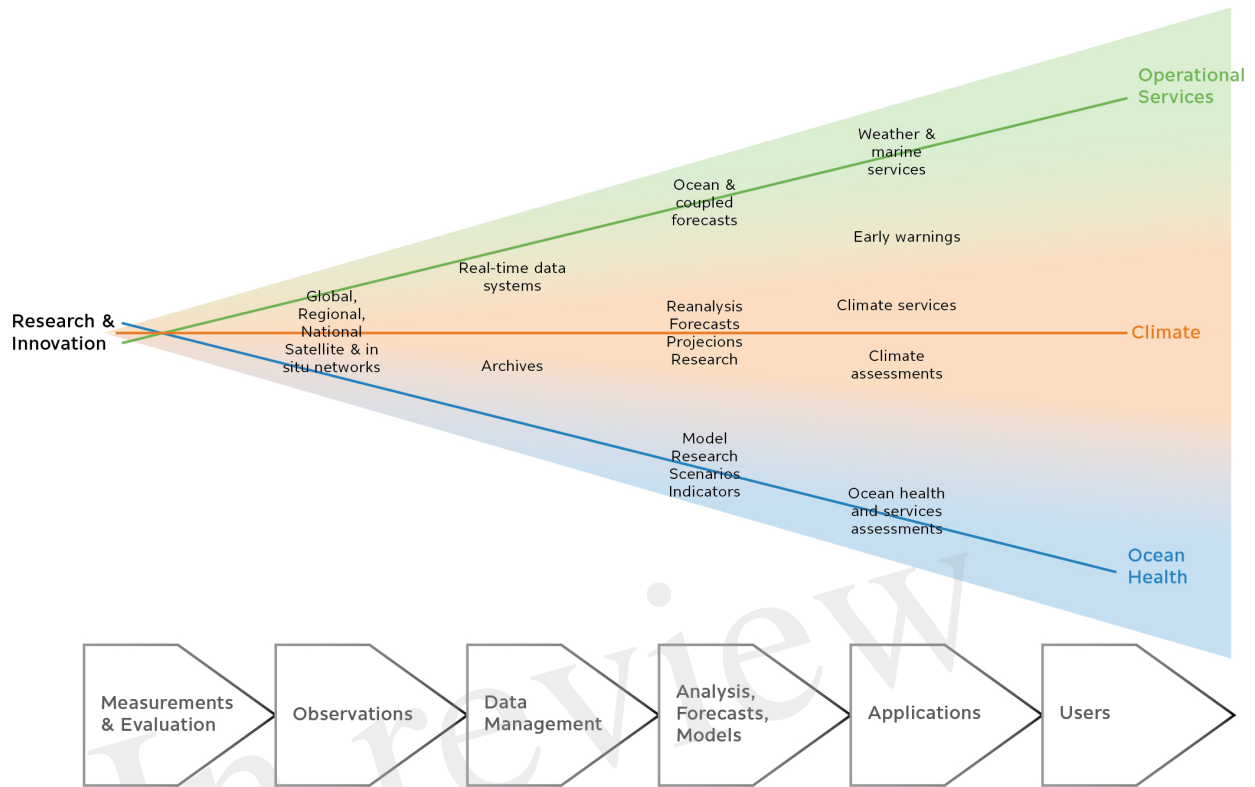 Operational
Services
Weather &
marine
services
Ocean &
coupled
forecasts
Early warnings
Real-time data
systems
Global,
Regional,
National
Satellite & in
situ networks
Reanalysis
Forecasts
Projecions
Research
Climate services
Research &
Innovation
Climate
Archives
Climate
assessments
Model
Research
Scenarios
Indicators
Ocean health
and services
assessments
Ocean
Health
Measurements
& Evaluation
Observations
Data
Management
Analysis,
Forecasts,
Models
Applications
Users
In review